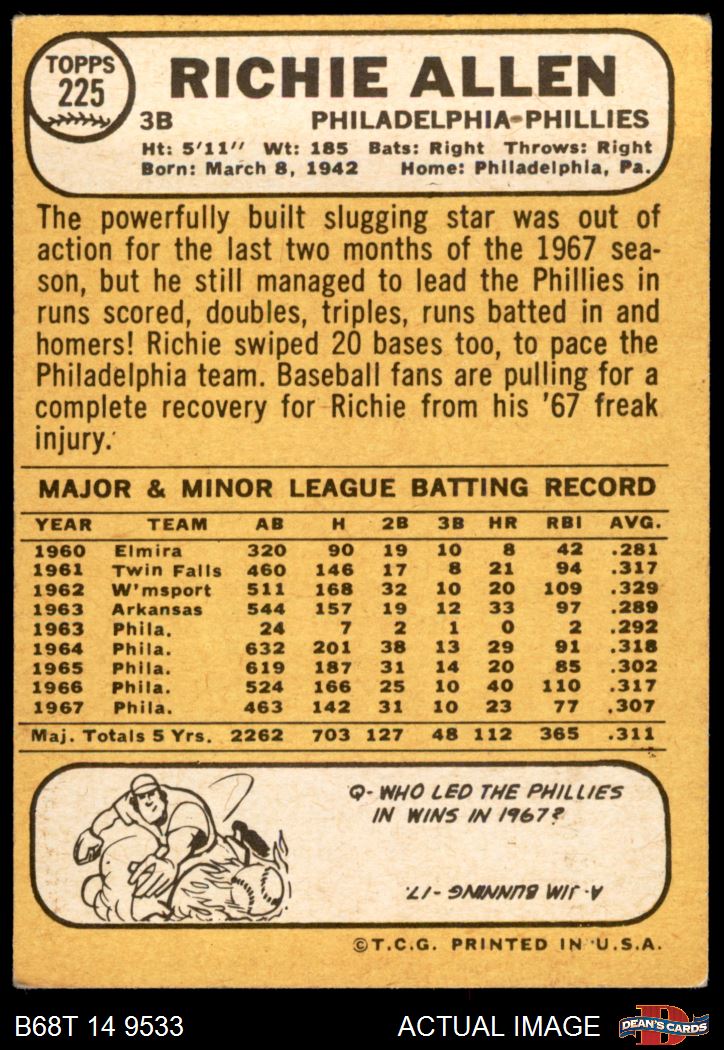 TOPPS
225
RICHIE ALLEN
3B PHILADELPHIA-PHILLIES
Ht: 5'11" Wt: 185 Bats: Right Throws: Right
Born: March 8, 1942 Home: Philadelphia, Pa.
The powerfully built slugging star was out of
action for the last two months of the 1967 sea-
son, but he still managed to lead the Phillies in
runs scored, doubles, triples, runs batted in and
homers! Richie swiped 20 bases too, to pace the
Philadelphia team. Baseball fans are pulling for a
complete recovery for Richie from his '67 freak
injury.
MAJOR & MINOR LEAGUE BATTING RECORD
YEAR TEAM AB H 2B 3B HR RBI AVG.
1960 Elmira 320 90 19 10 8 42 .281
1961 Twin Falls 460 146 17 8 21 94 .317
1962 W'msport 511 168 32 10 20 109 .329
1963 Arkansas 544 157 19 12 33 97 .289
1963 Phila. 24 7 2 1 0 2 .292
1964 Phila. 632 201 38 13 29 91 .318
1965 Phila. 619 187 31 14 20 85 .302
1966 Phila. 524 166 25 10 40 110 .317
1967 Phila. 463 142 31 10 23 77 .307
Maj. Totals 5 Yrs. 2262 703 127 48 112 365 .311
Q- WHO LED THE PHILLIES
IN WINS IN 1967?
A- JIM BUNNING -17.
©T.C.G. PRINTED IN U.S.A.
B68T 14 9533 ACTUAL IMAGE
D
DEAN'S CARDS